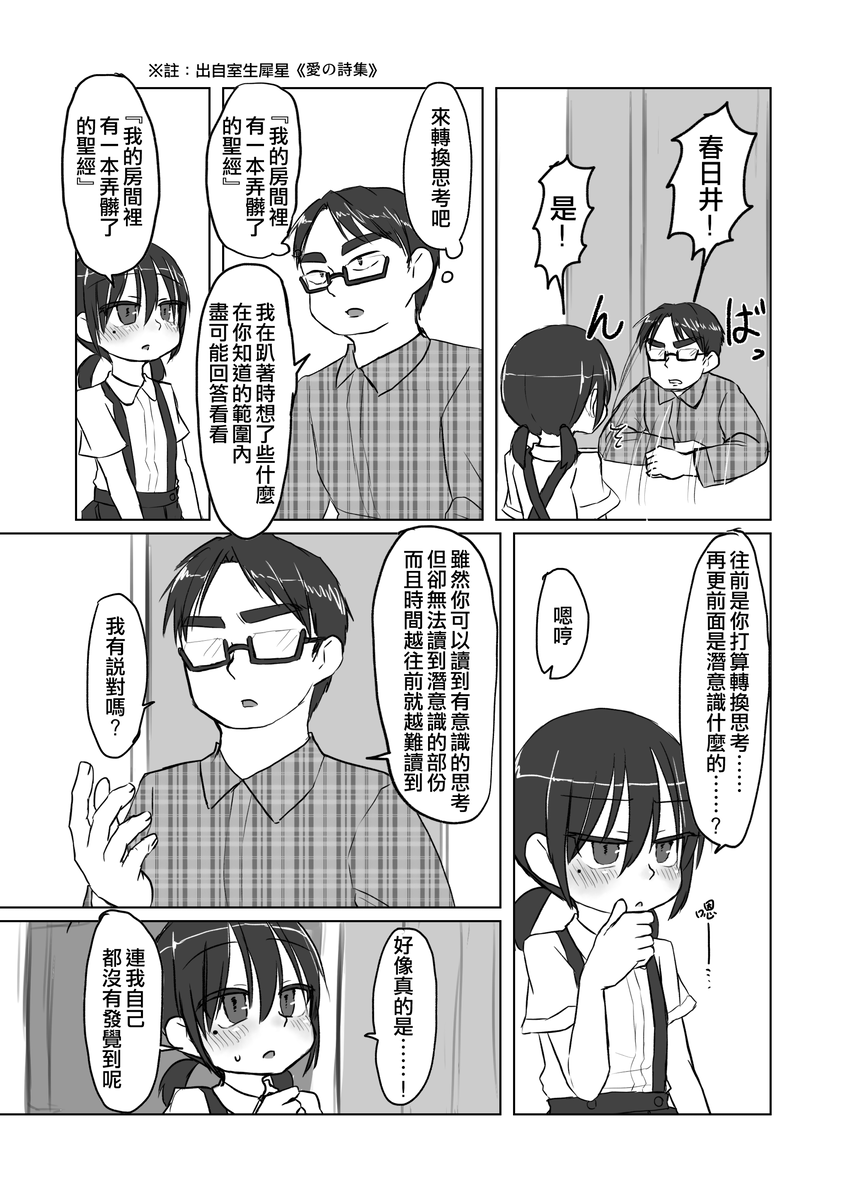 ※註：出自室生犀星《愛の詩集》
春日井！
是！
ばっ
ん
來轉換思考吧
『我的房間裡
有一本弄髒了
的聖經』
我在趴著時想了些什麼
在你知道的範圍內
盡可能回答看看
『我的房間裡
有一本弄髒了
的聖經』
往前是你打算轉換思考……
再更前面是潛意識什麼的……？
嗯哼
嗯——…
雖然你可以讀到有意識的思考
但卻無法讀到潛意識的部份
而且時間越往前就越難讀到
我有說對嗎？
好像真的是……！
連我自己
都沒有發覺到呢